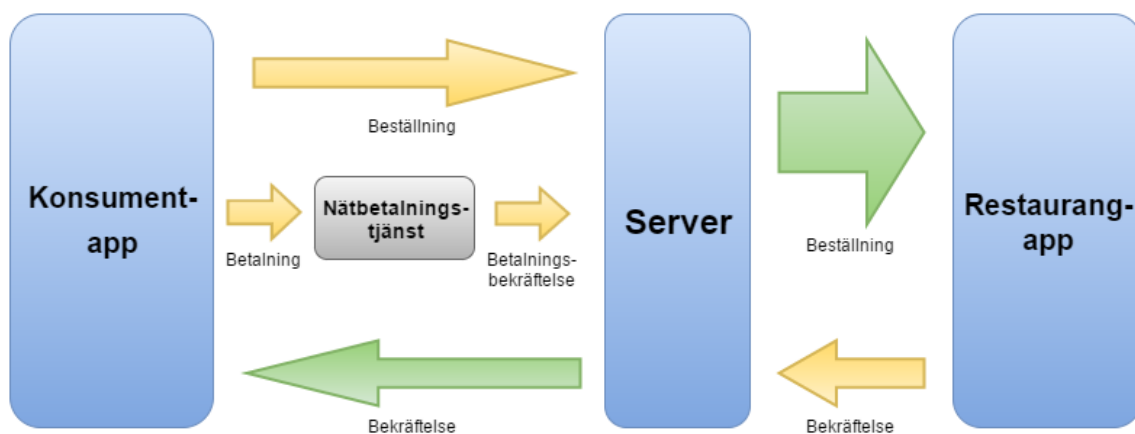 Konsument-
app
Beställning
Betalning
Nätbetalnings-
tjänst
Betalnings-
bekräftelse
Bekräftelse
Server
Beställning
Bekräftelse
Restaurang-
app